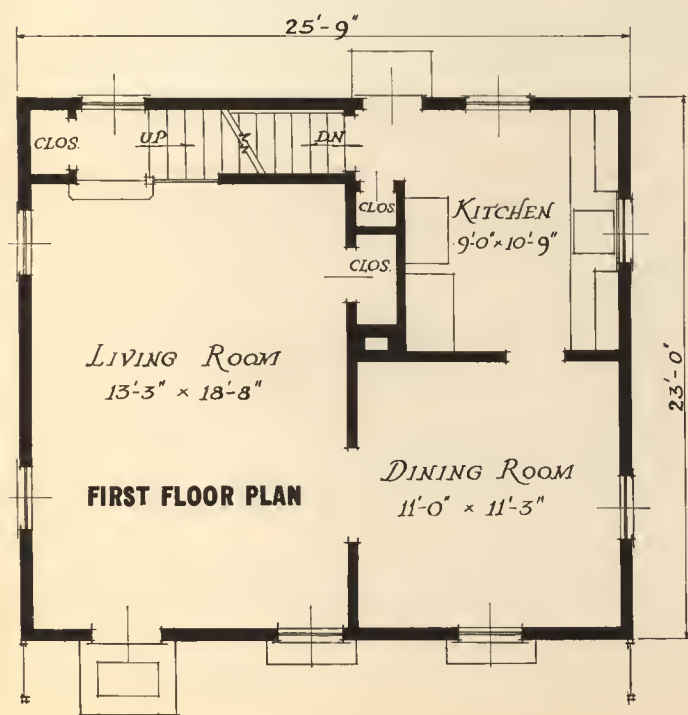 25'-9"
CLOS.
UP
DN
CLOS.
KITCHEN
9'-0" × 10'-9"
CLOS.
23'-0"
LIVING ROOM
13'-3" × 18'-8"
DINING ROOM
11'-0" × 11'-3"
FIRST FLOOR PLAN